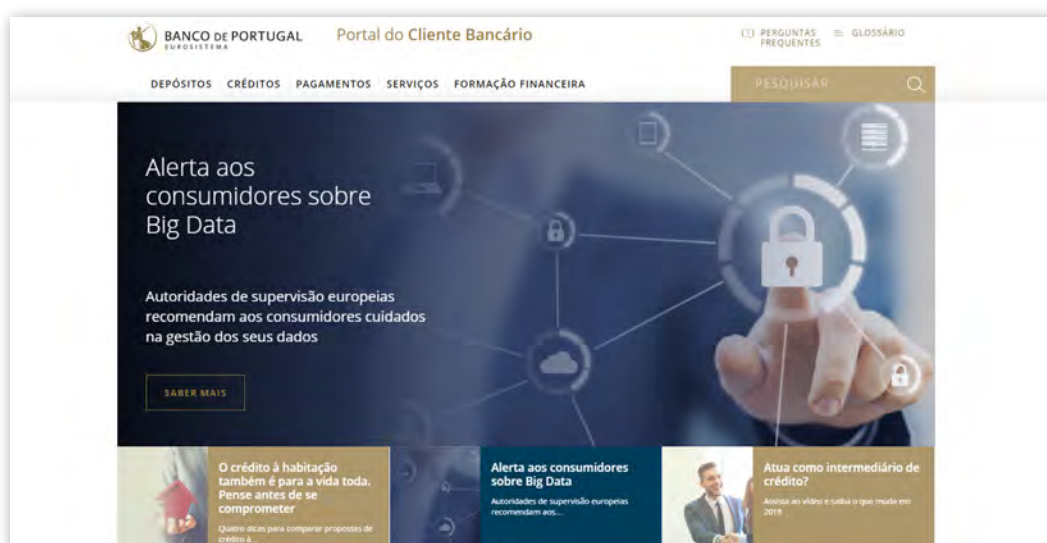 BANCO DE PORTUGAL
EUROSISTEMA
Portal do Cliente Bancário
PERGUNTAS FREQUENTES
GLOSSÁRIO
DEPÓSITOS CRÉDITOS PAGAMENTOS SERVIÇOS FORMAÇÃO FINANCEIRA
PESQUISAR
Alerta aos
consumidores sobre
Big Data
Autoridades de supervisão europeias
recomendam aos consumidores cuidados
na gestão dos seus dados
SABER MAIS
O crédito à habitação
também é para a vida toda.
Pense antes de se
comprometer
Quatro dicas para comparar propostas de
crédito à...
Alerta aos consumidores
sobre Big Data
Autoridades de supervisão europeias
recomendam aos...
Atua como intermediário de
crédito?
Assista ao vídeo e saiba o que muda em
2018